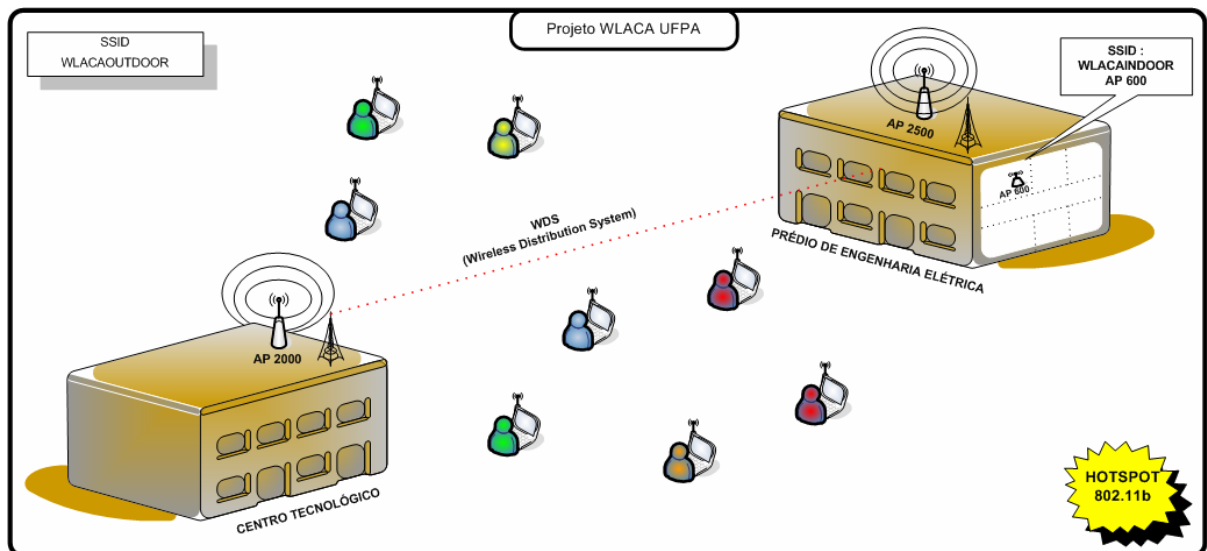 Projeto WLACA UFPA
SSID
WLACAOUTDOOR
SSID :
WLACAINDOOR
AP 600
AP 2500
AP 600
WDS
(Wireless Distribution System)
PRÉDIO DE ENGENHARIA ELÉTRICA
AP 2000
CENTRO TECNOLÓGICO
HOTSPOT
802.11b